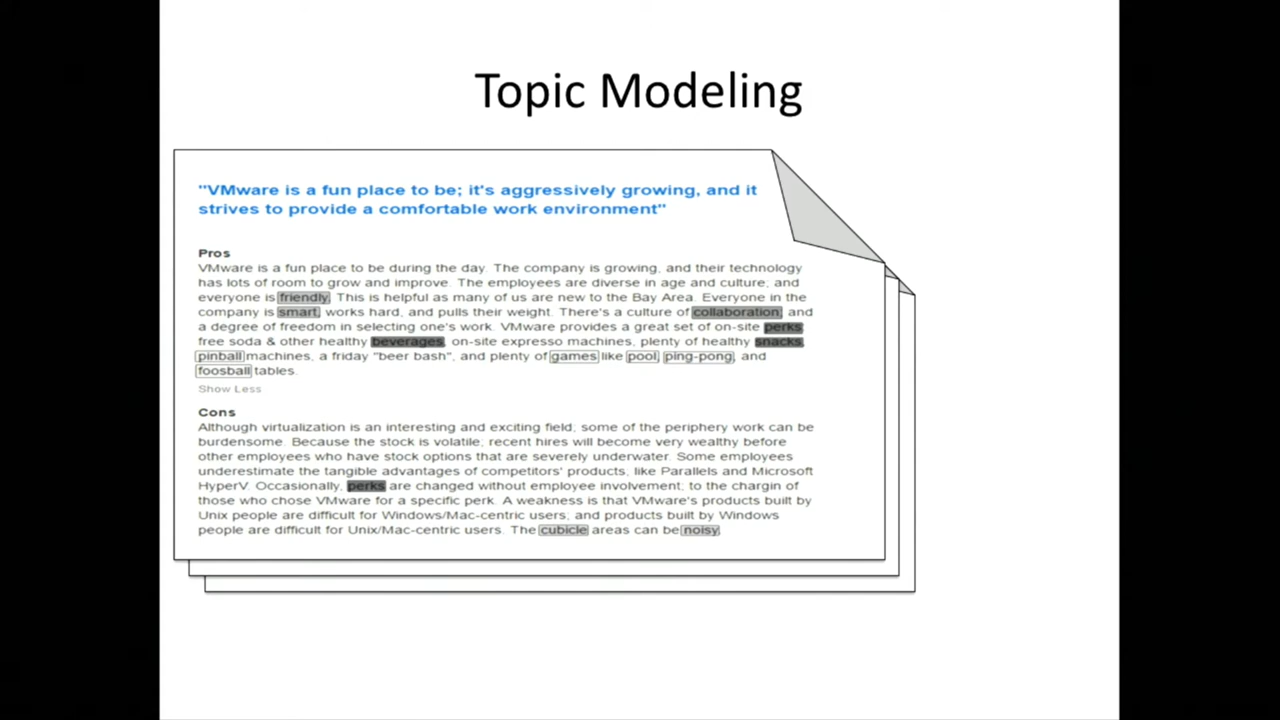 Topic Modeling
"VMware is a fun place to be; it's aggressively growing, and it
strives to provide a comfortable work environment"
Pros
VMware is a fun place to be during the day. The company is growing, and their technology
has lots of room to grow and improve. The employees are diverse in age and culture; and
everyone is friendly. This is helpful as many of us are new to the Bay Area. Everyone in the
company is smart, works hard, and pulls their weight. There's a culture of collaboration; and
a degree of freedom in selecting one's work. VMware provides a great set of on-site perks:
free soda & other healthy beverages, on-site expresso machines, plenty of healthy snacks,
pinball machines, a friday "beer bash", and plenty of games like pool, ping-pong, and
foosball tables.
Show Less
Cons
Although virtualization is an interesting and exciting field; some of the periphery work can be
burdensome. Because the stock is volatile; recent hires will become very wealthy before
other employees who have stock options that are severely underwater. Some employees
underestimate the tangible advantages of competitors' products; like Parallels and Microsoft
HyperV. Occasionally, perks are changed without employee involvement; to the chargin of
those who chose VMware for a specific perk. A weakness is that VMware's products built by
Unix people are difficult for Windows/Mac-centric users; and products built by Windows
people are difficult for Unix/Mac-centric users. The cubicle areas can be noisy.